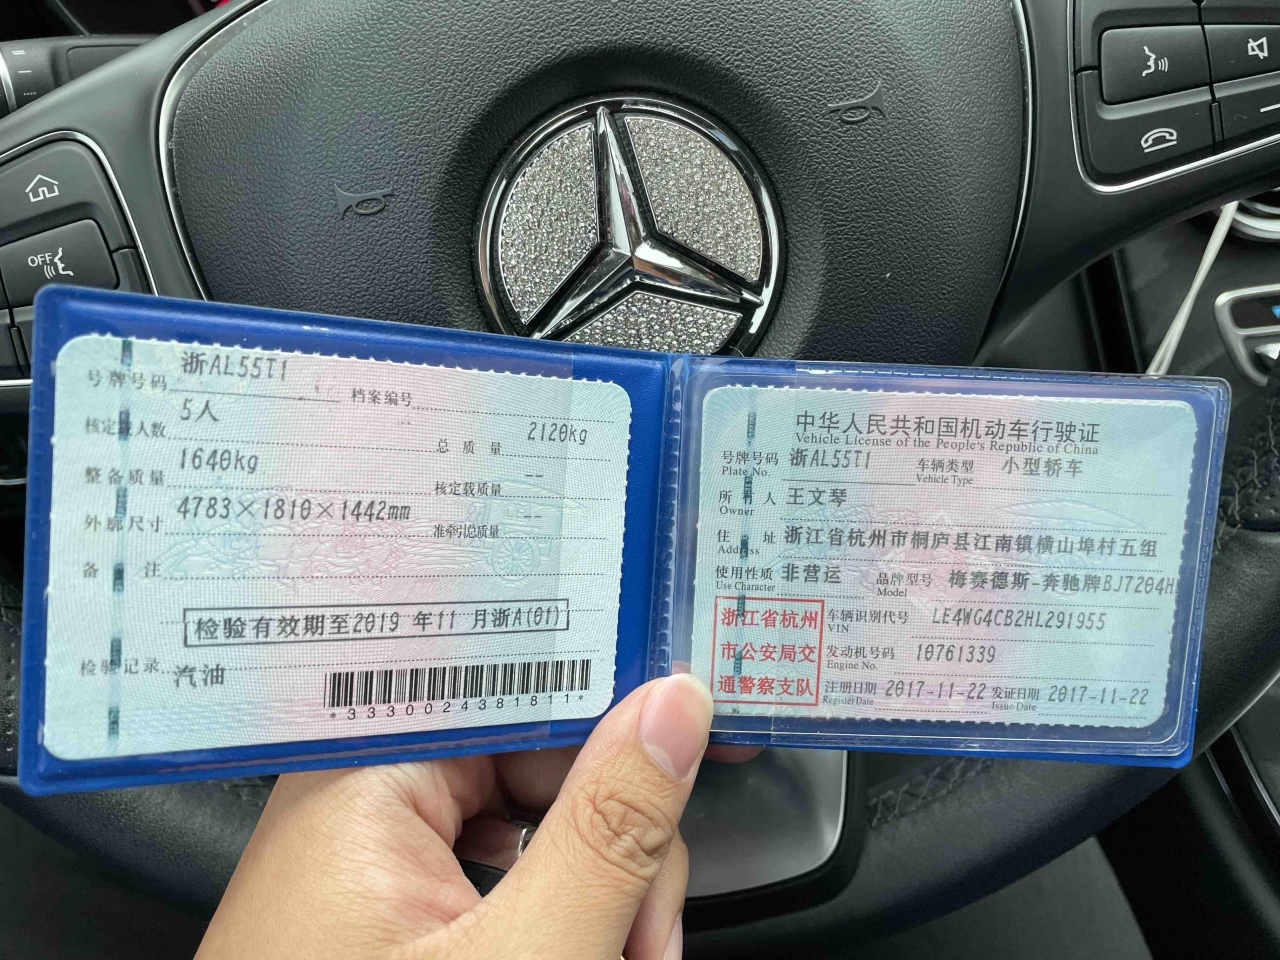 OFF
号牌号码 浙AL55T1 档案编号
核定载人数 5人 总质量 2120kg
整备质量 1640kg 核定载质量 --
外廓尺寸 4783×1810×1442mm 准牵引总质量 --
备注
检验有效期至2019年11月浙A(01)
检验记录 汽油
*3330024381811*
中华人民共和国机动车行驶证
Vehicle License of the People's Republic of China
号牌号码 浙AL55T1 车辆类型 小型轿车
Plate No. Vehicle Type
所有人 王文琴
Owner
住址 浙江省杭州市桐庐县江南镇横山埠村五组
Address
使用性质 非营运 品牌型号 梅赛德斯-奔驰牌BJ7204H
Use Character Model
浙江省杭州
市公安局交
通警察支队
车辆识别代号 LE4WG4CB2HL291955
VIN
发动机号码 10761339
Engine No.
注册日期 2017-11-22 发证日期 2017-11-22
Register Date Issue Date